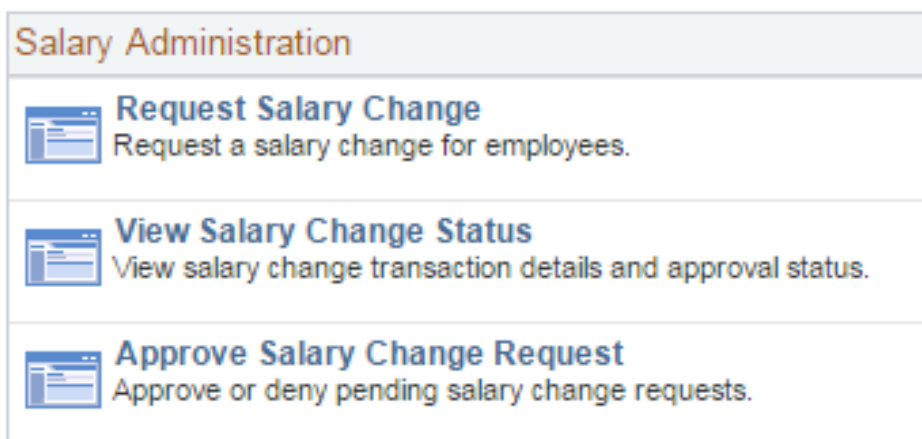 Salary Administration
Request Salary Change
Request a salary change for employees.
View Salary Change Status
View salary change transaction details and approval status.
Approve Salary Change Request
Approve or deny pending salary change requests.